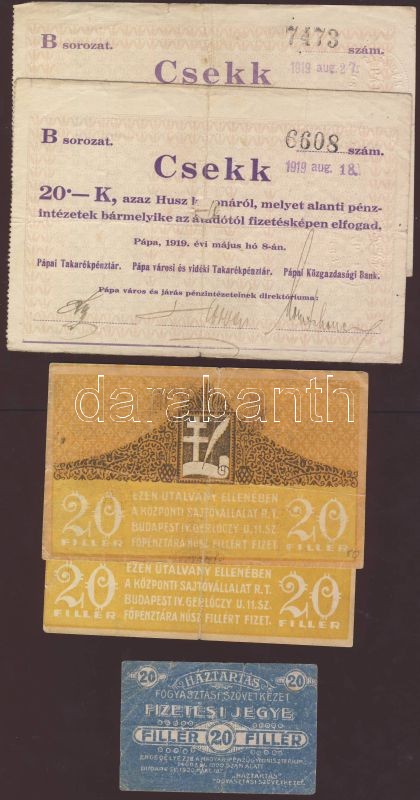 B sorozat. 7473 szám.
Csekk 1919 aug. 27.
B sorozat. 6608 szám.
1919 aug. 18.
Csekk
20·— K, azaz Husz koronáról, melyet alanti pénz-
intézetek bármelyike az átadótól fizetésképen elfogad.
Pápa, 1919. évi május hó 8-án.
Pápai Takarékpénztár. Pápa városi és vidéki Takarékpénztár. Pápai Közgazdasági Bank.
Pápa város és járás pénzintézeteinek direktóriuma:
darabanth
20 FILLÉR
EZEN UTALVÁNY ELLENÉBEN
A KÖZPONTI SAJTÓVÁLLALAT R.T.
BUDAPEST IV. GERLÓCZY U. 11. SZ.
FŐPÉNZTÁRA HÚSZ FILLÉRT FIZET.
20 FILLÉR
20 FILLÉR
EZEN UTALVÁNY ELLENÉBEN
A KÖZPONTI SAJTÓVÁLLALAT R.T.
BUDAPEST IV. GERLÓCZY U. 11. SZ.
FŐPÉNZTÁRA HÚSZ FILLÉRT FIZET.
20 FILLÉR
20 HÁZTARTÁS 20
FOGYASZTÁSI SZÖVETKEZET
FIZETÉSI JEGYE
FILLÉR 20 FILLÉR
"HÁZTARTÁS"
FOGYASZTÁSI SZÖVETKEZET